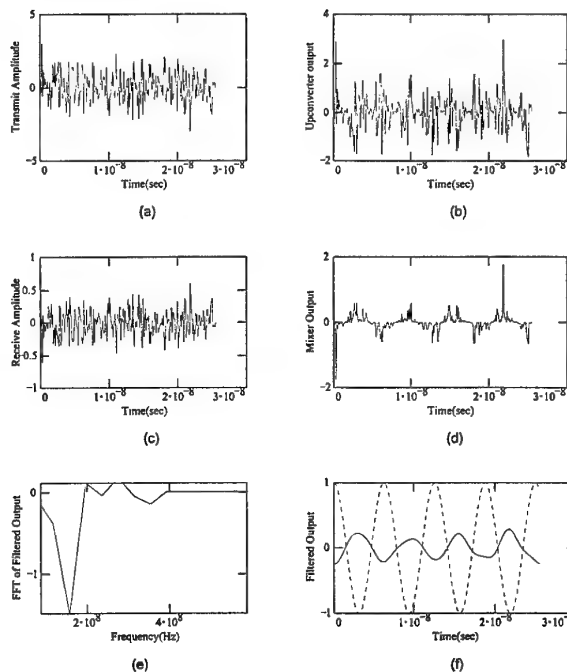 5
0
−5
Transmit Amplitude
0
1·10⁻⁸
2·10⁻⁸
3·10⁻⁸
Time(sec)
(a)
4
2
0
−2
Upconverter output
0
1·10⁻⁸
2·10⁻⁸
3·10⁻⁸
Time(sec)
(b)
1
0.5
0
−0.5
−1
Receive Amplitude
0
1·10⁻⁸
2·10⁻⁸
3·10⁻⁸
Time(sec)
(c)
2
0
−2
Mixer Output
0
1·10⁻⁸
2·10⁻⁸
3·10⁻⁸
Time(sec)
(d)
0
−1
FFT of Filtered Output
2·10⁸
4·10⁸
Frequency(Hz)
(e)
1
0
−1
Filtered Output
0
1·10⁻⁸
2·10⁻⁸
3·10⁻⁸
Time(sec)
(f)